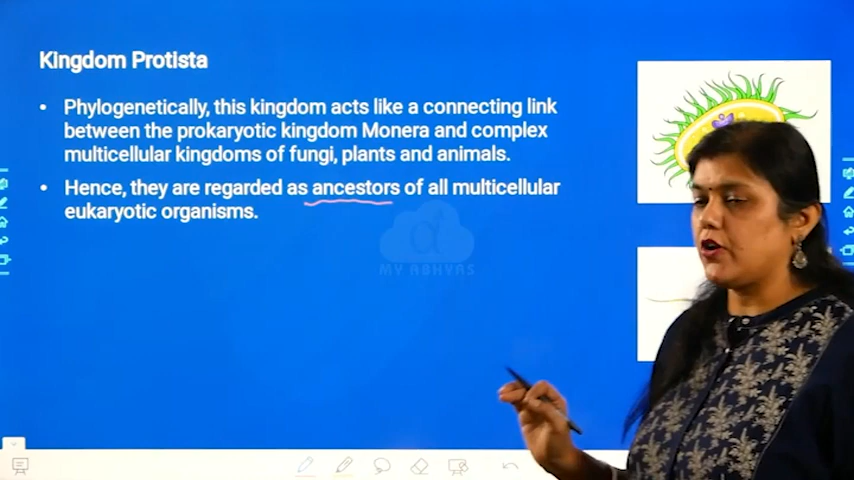 Kingdom Protista
• Phylogenetically, this kingdom acts like a connecting link
between the prokaryotic kingdom Monera and complex
multicellular kingdoms of fungi, plants and animals.
• Hence, they are regarded as ancestors of all multicellular
eukaryotic organisms.
MY ABHYAS